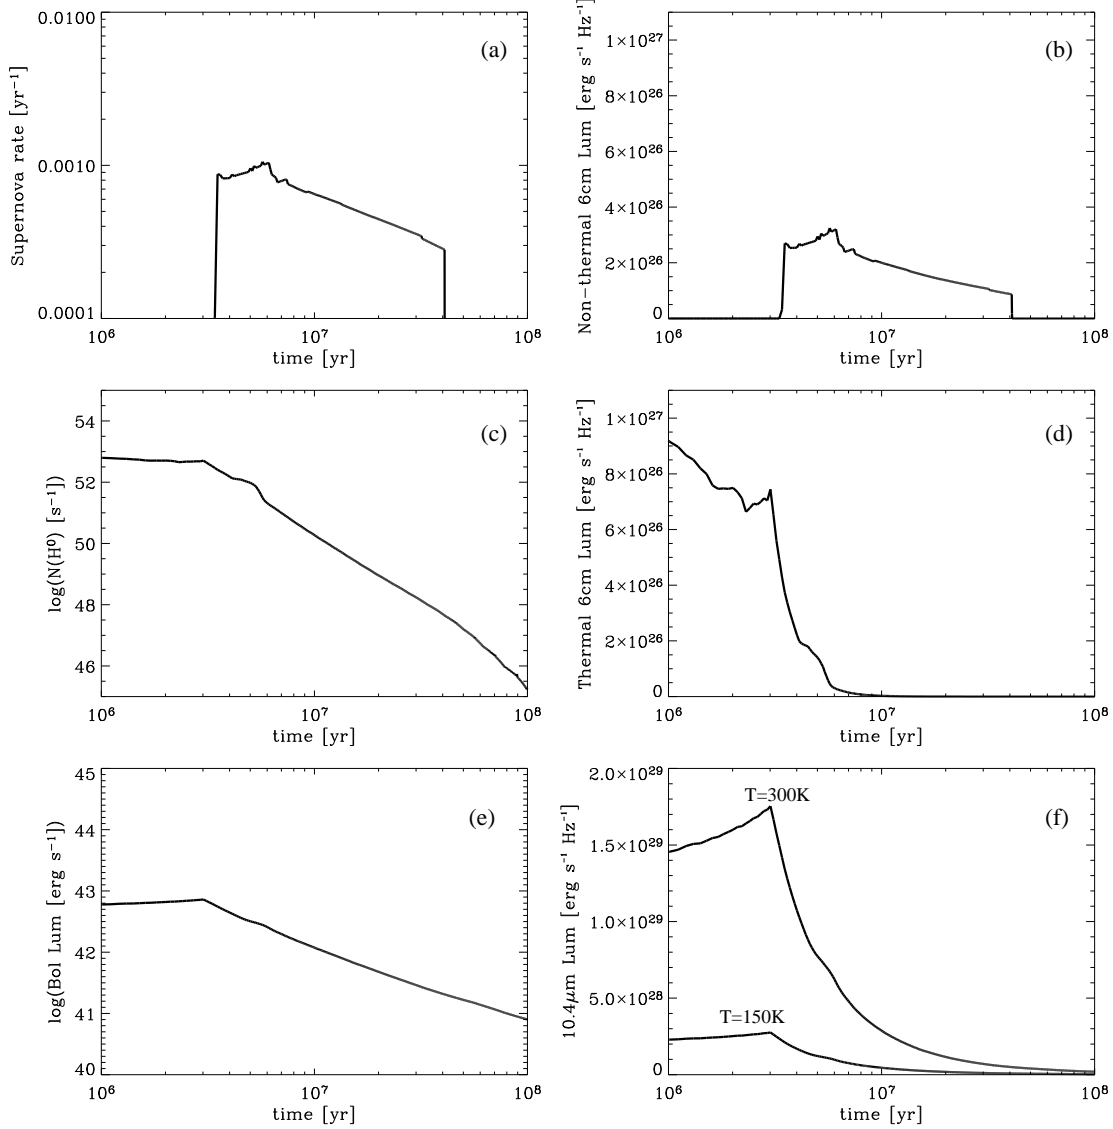 0.0100
0.0010
0.0001
Supernova rate [yr⁻¹]
(a)
10⁶
10⁷
10⁸
time [yr]
1×10²⁷
8×10²⁶
6×10²⁶
4×10²⁶
2×10²⁶
0
Non-thermal 6cm Lum [erg s⁻¹ Hz⁻¹]
(b)
10⁶
10⁷
10⁸
time [yr]
54
52
50
48
46
log(N(H⁰) [s⁻¹])
(c)
10⁶
10⁷
10⁸
time [yr]
1×10²⁷
8×10²⁶
6×10²⁶
4×10²⁶
2×10²⁶
0
Thermal 6cm Lum [erg s⁻¹ Hz⁻¹]
(d)
10⁶
10⁷
10⁸
time [yr]
45
44
43
42
41
40
log(Bol Lum [erg s⁻¹])
(e)
10⁶
10⁷
10⁸
time [yr]
2.0×10²⁹
1.5×10²⁹
1.0×10²⁹
5.0×10²⁸
0
10.4μm Lum [erg s⁻¹ Hz⁻¹]
T=300K
(f)
T=150K
10⁶
10⁷
10⁸
time [yr]